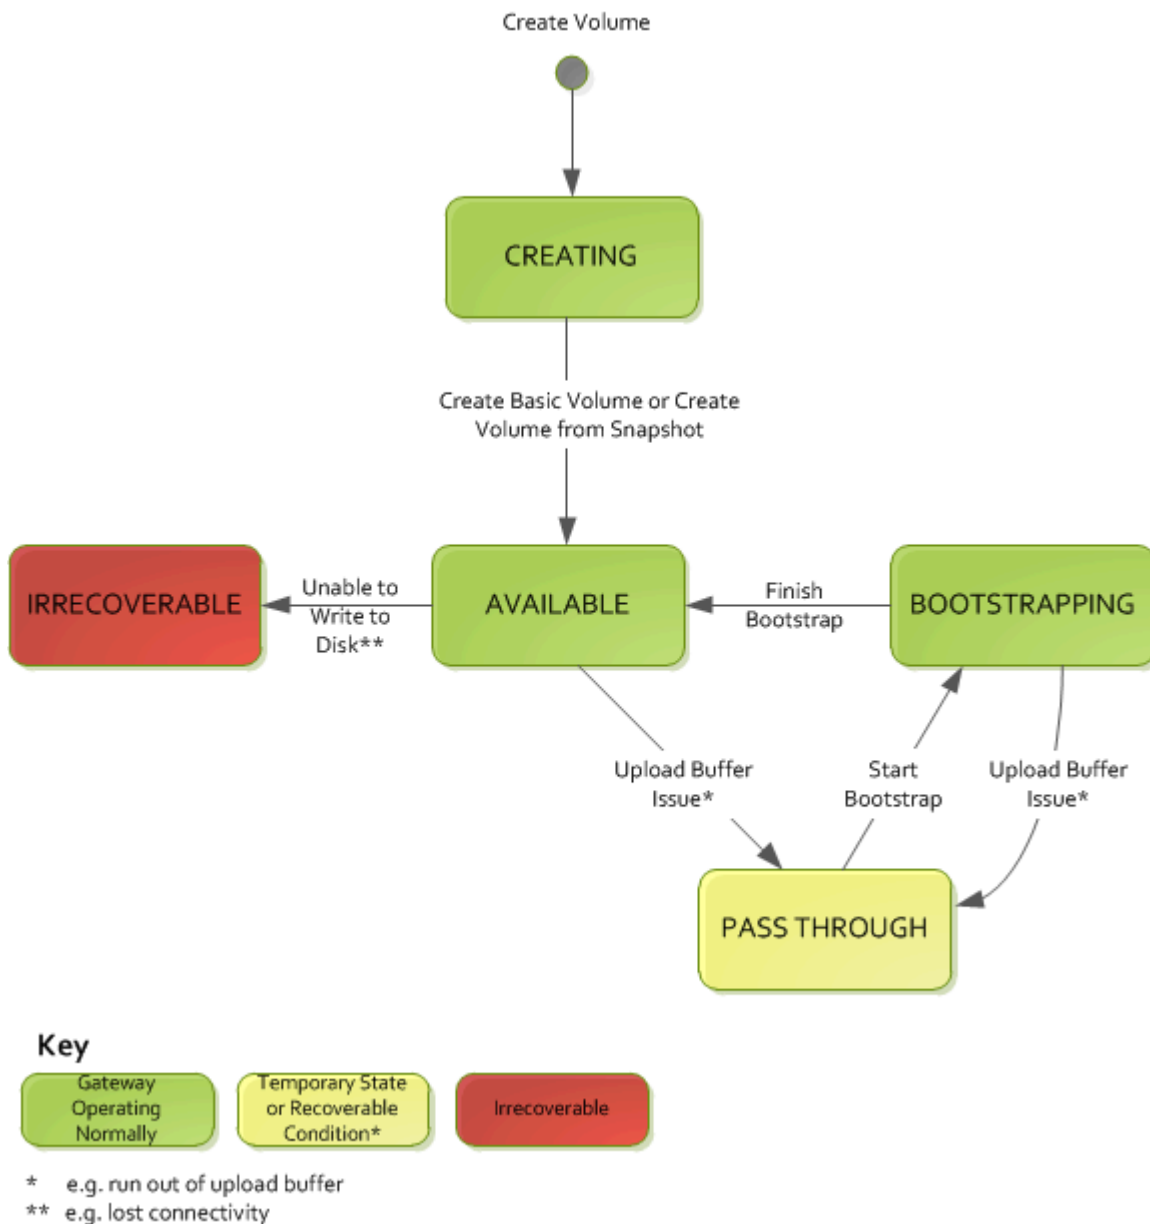 Create Volume
CREATING
Create Basic Volume or Create
Volume from Snapshot
IRRECOVERABLE
Unable to
Write to
Disk**
AVAILABLE
Finish
Bootstrap
BOOTSTRAPPING
Upload Buffer
Issue*
Start
Bootstrap
Upload Buffer
Issue*
PASS THROUGH
Key
Gateway
Operating
Normally
Temporary State
or Recoverable
Condition*
Irrecoverable
* e.g. run out of upload buffer
** e.g. lost connectivity